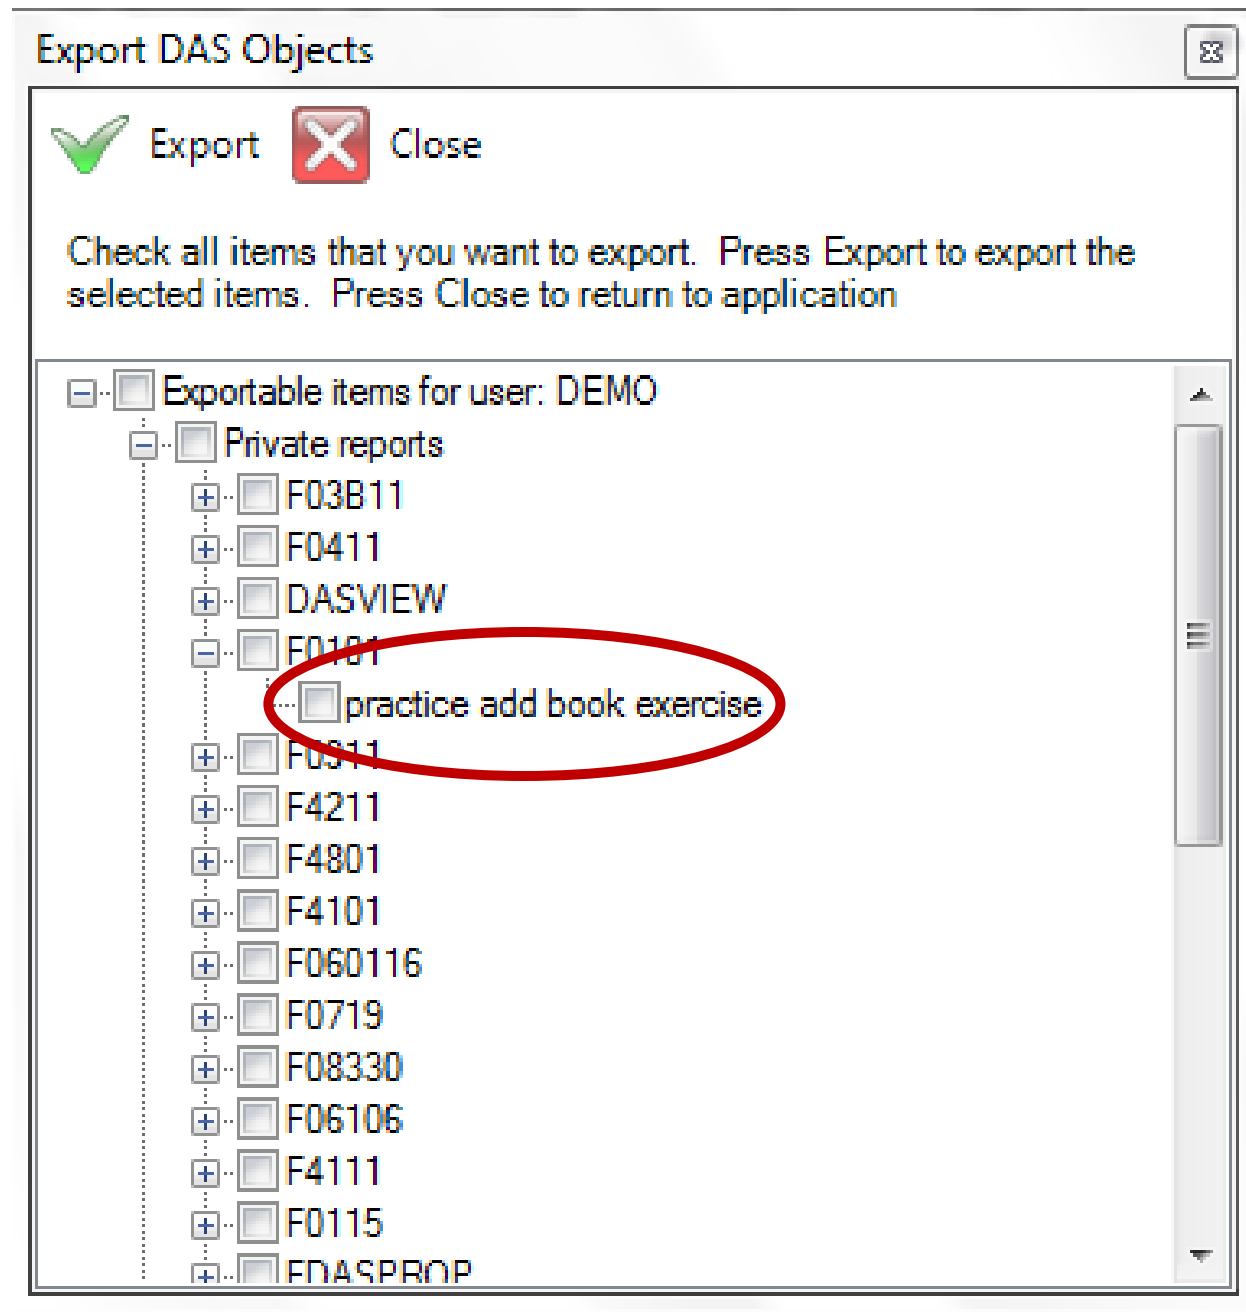 Export DAS Objects
Export Close
Check all items that you want to export. Press Export to export the
selected items. Press Close to return to application
Exportable items for user: DEMO
Private reports
F03B11
F0411
DASVIEW
F0101
practice add book exercise
F0911
F4211
F4801
F4101
F060116
F0719
F08330
F06106
F4111
F0115
FDASPROP